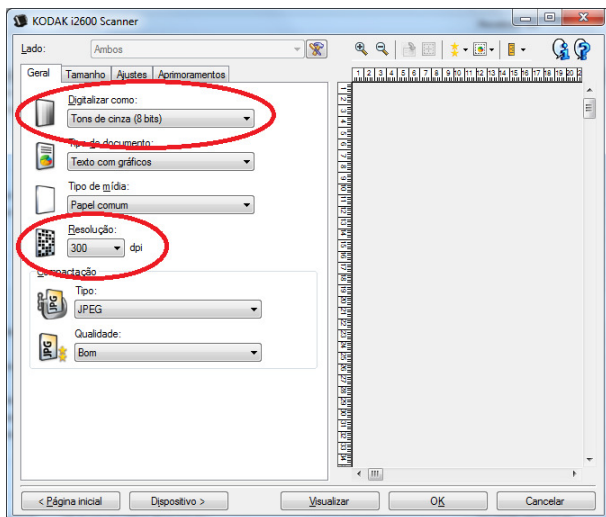 KODAK i2600 Scanner
Lado: Ambos
Geral Tamanho Ajustes Aprimoramentos
Digitalizar como:
Tons de cinza (8 bits)
Tipo de documento:
Texto com gráficos
Tipo de mídia:
Papel comum
Resolução:
300 dpi
Compactação
Tipo:
JPEG
Qualidade:
Bom
< Página inicial Dispositivo > Visualizar OK Cancelar